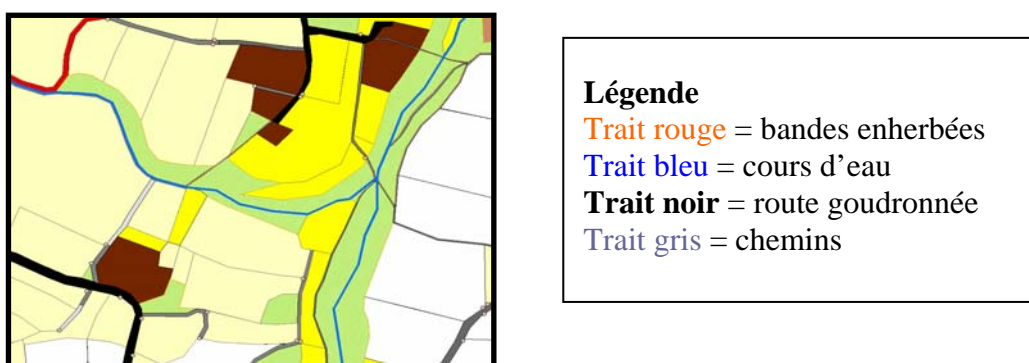 Légende
Trait rouge = bandes enherbées
Trait bleu = cours d’eau
Trait noir = route goudronnée
Trait gris = chemins